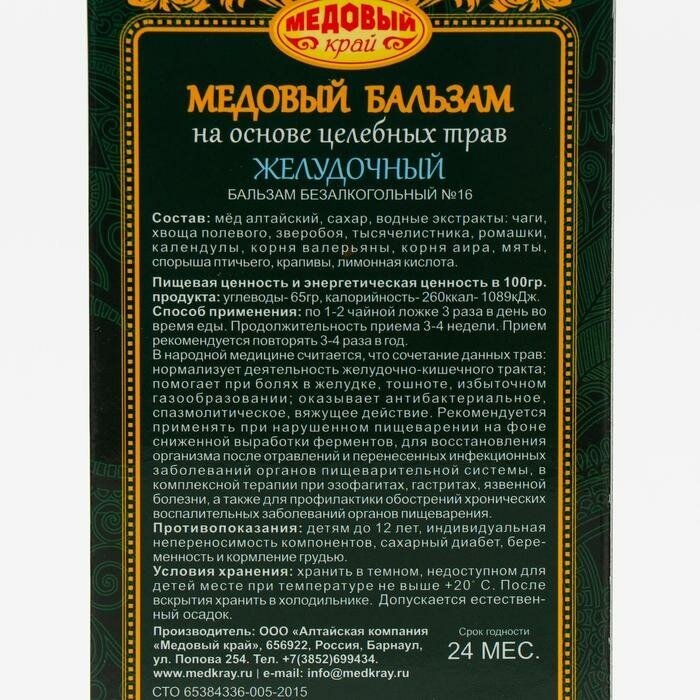 МЕДОВЫЙ
край
МЕДОВЫЙ БАЛЬЗАМ
на основе целебных трав
ЖЕЛУДОЧНЫЙ
БАЛЬЗАМ БЕЗАЛКОГОЛЬНЫЙ №16
Состав: мёд алтайский, сахар, водные экстракты: чаги,
хвоща полевого, зверобоя, тысячелистника, ромашки,
календулы, корня валерьяны, корня аира, мяты,
спорыша птичьего, крапивы, лимонная кислота.
Пищевая ценность и энергетическая ценность в 100гр.
продукта: углеводы- 65гр, калорийность- 260ккал- 1089кДж.
Способ применения: по 1-2 чайной ложке 3 раза в день во
время еды. Продолжительность приема 3-4 недели. Прием
рекомендуется повторять 3-4 раза в год.
В народной медицине считается, что сочетание данных трав:
нормализует деятельность желудочно-кишечного тракта;
помогает при болях в желудке, тошноте, избыточном
газообразовании; оказывает антибактериальное,
спазмолитическое, вяжущее действие. Рекомендуется
применять при нарушенном пищеварении на фоне
сниженной выработки ферментов, для восстановления
организма после отравлений и перенесенных инфекционных
заболеваний органов пищеварительной системы, в
комплексной терапии при эзофагитах, гастритах, язвенной
болезни, а также для профилактики обострений хронических
воспалительных заболеваний органов пищеварения.
Противопоказания: детям до 12 лет, индивидуальная
непереносимость компонентов, сахарный диабет, бере-
менность и кормление грудью.
Условия хранения: хранить в темном, недоступном для
детей месте при температуре не выше +20° С. После
вскрытия хранить в холодильнике. Допускается естествен-
ный осадок.
Производитель: ООО «Алтайская компания
«Медовый край», 656922, Россия, Барнаул,
ул. Попова 254. Тел. +7(3852)699434.
www.medkray.ru e-mail: info@medkray.ru
СТО 65384336-005-2015
Срок годности
24 МЕС.